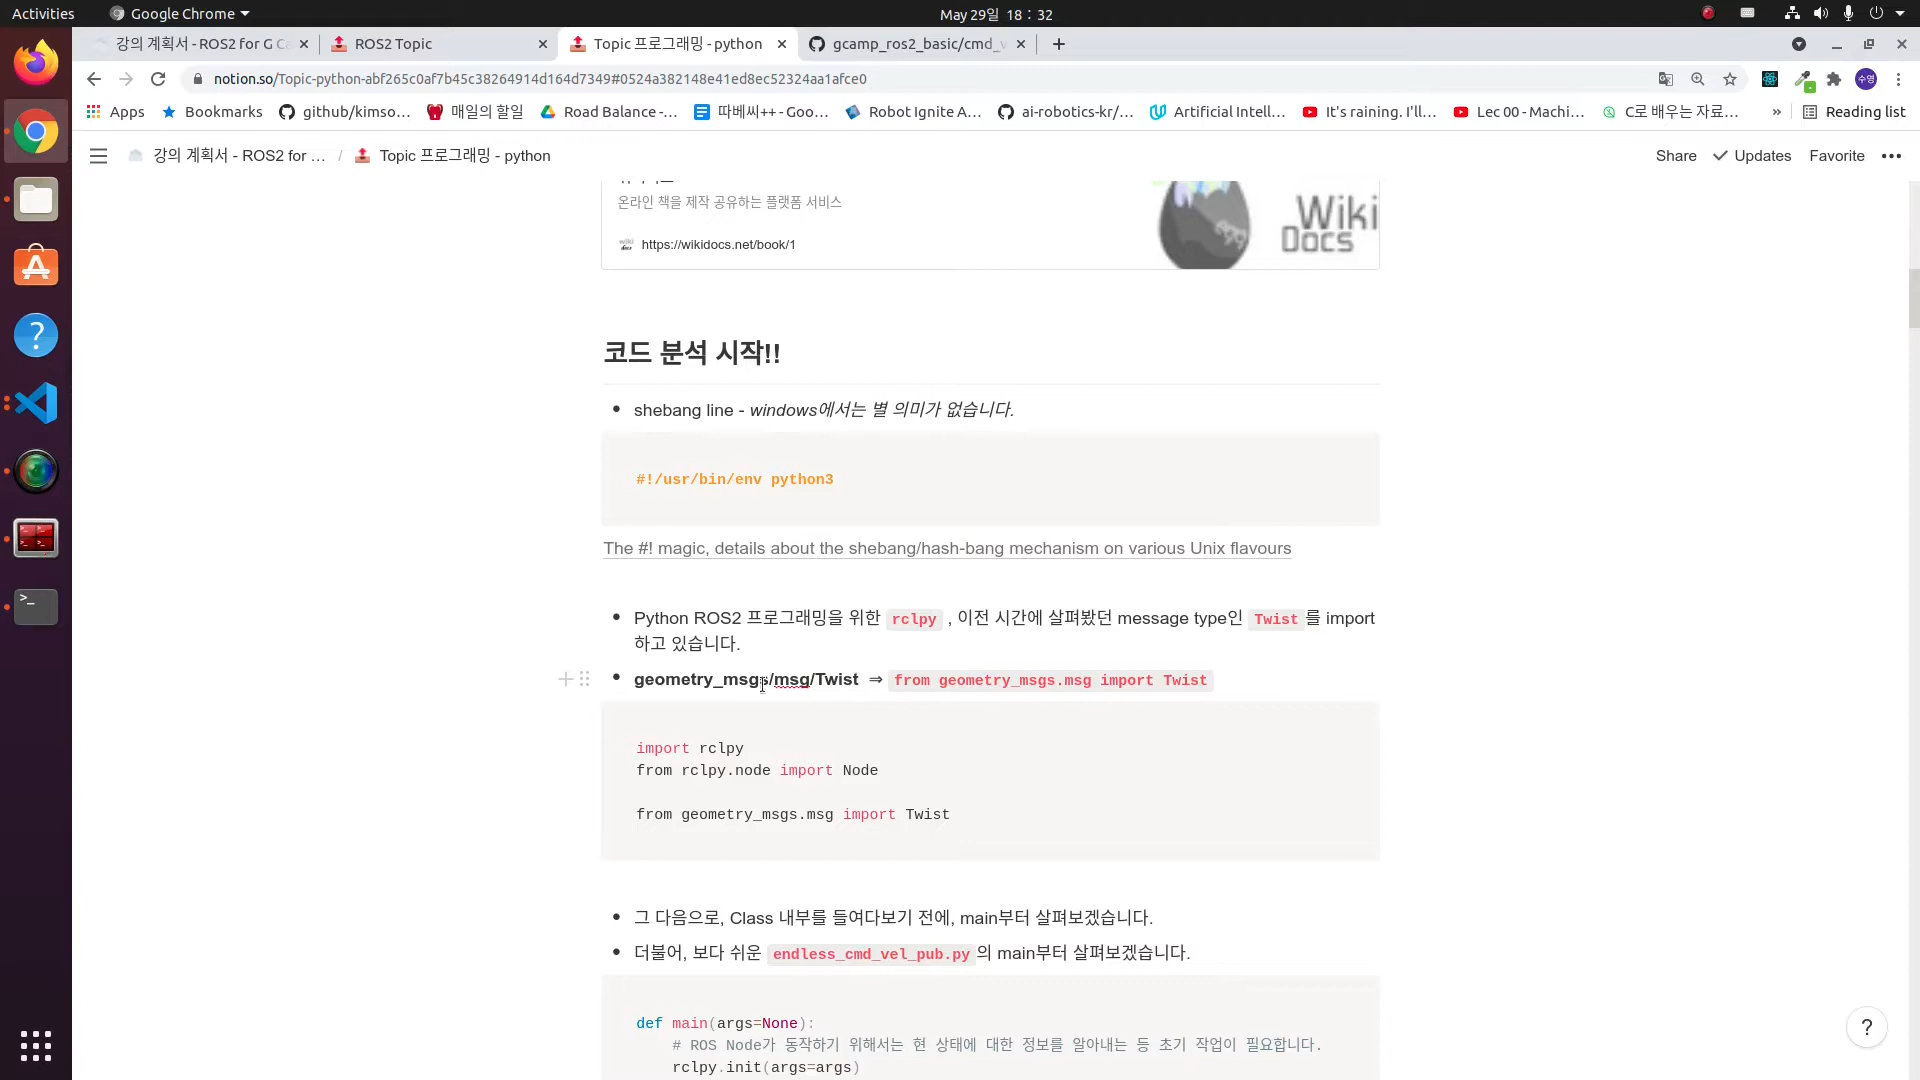 Activities
Google Chrome
May 29일 18 : 32
강의 계획서 - ROS2 for G Ca
ROS2 Topic
Topic 프로그래밍 - python
gcamp_ros2_basic/cmd_v
notion.so/Topic-python-abf265c0af7b45c38264914d164d7349#0524a382148e41ed8ec52324aa1afce0
수영
Apps
Bookmarks
github/kimso...
매일의 할일
Road Balance -...
따베씨++ - Goo...
Robot Ignite A...
ai-robotics-kr/...
Artificial Intell...
It's raining. I'll...
Lec 00 - Machi...
C로 배우는 자료...
»
Reading list
강의 계획서 - ROS2 for ...
/
Topic 프로그래밍 - python
Share
Updates
Favorite
온라인 책을 제작 공유하는 플랫폼 서비스
https://wikidocs.net/book/1
Wiki
Docs
코드 분석 시작!!
shebang line - windows에서는 별 의미가 없습니다.
#!/usr/bin/env python3
The #! magic, details about the shebang/hash-bang mechanism on various Unix flavours
Python ROS2 프로그래밍을 위한 rclpy , 이전 시간에 살펴봤던 message type인 Twist를 import
하고 있습니다.
geometry_msgs/msg/Twist ⇒ from geometry_msgs.msg import Twist
import rclpy
from rclpy.node import Node
from geometry_msgs.msg import Twist
그 다음으로, Class 내부를 들여다보기 전에, main부터 살펴보겠습니다.
더불어, 보다 쉬운 endless_cmd_vel_pub.py의 main부터 살펴보겠습니다.
def main(args=None):
# ROS Node가 동작하기 위해서는 현 상태에 대한 정보를 알아내는 등 초기 작업이 필요합니다.
rclpy.init(args=args)
?